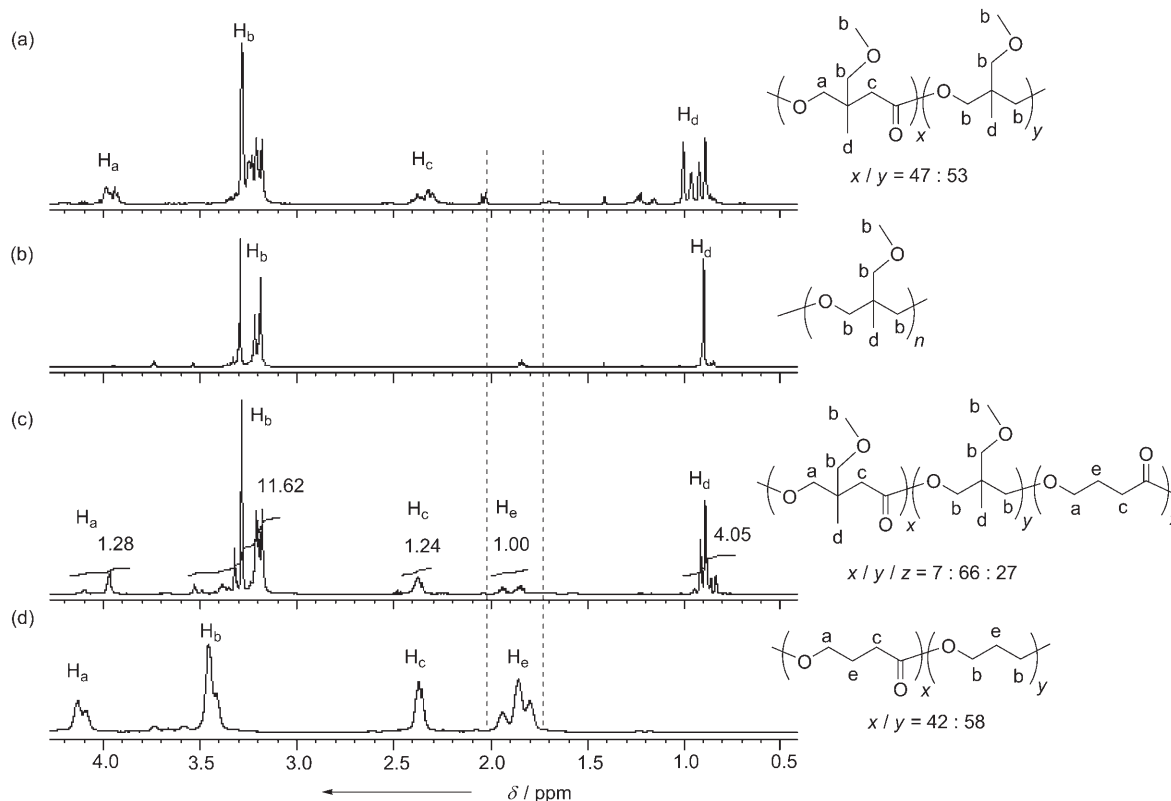 (a)
H_b
H_a
H_c
H_d
b
O
b
a
c
O
O
d
x
b
O
b
O
b
d
b
y
x / y = 47 : 53
(b)
H_b
H_d
b
O
b
O
b
d
b
n
(c)
H_b
11.62
H_a
1.28
H_c
1.24
H_e
1.00
H_d
4.05
b
O
b
a
c
O
O
d
x
b
O
b
O
b
d
b
y
O
a
e
c
O
x / y / z = 7 : 66 : 27
(d)
H_a
H_b
H_c
H_e
O
a
e
c
O
x
O
b
e
b
y
x / y = 42 : 58
4.0 3.5 3.0 2.5 2.0 1.5 1.0 0.5
δ / ppm